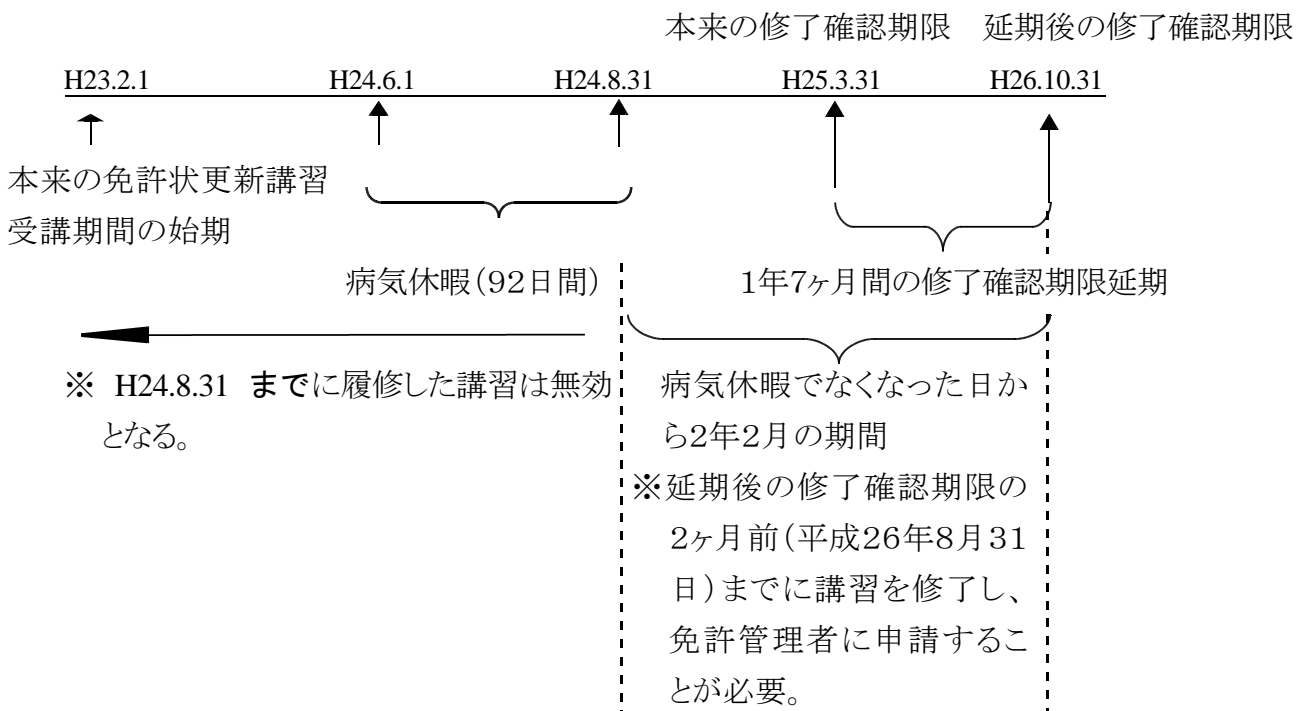 本来の修了確認期限 延期後の修了確認期限
H23.2.1 H24.6.1 H24.8.31 H25.3.31 H26.10.31
本来の免許状更新講習
受講期間の始期
病気休暇(92日間)
1年7ヶ月間の修了確認期限延期
※ H24.8.31 までに履修した講習は無効
となる。
病気休暇でなくなった日か
ら2年2月の期間
※延期後の修了確認期限の
2ヶ月前(平成26年8月31
日)までに講習を修了し、
免許管理者に申請するこ
とが必要。